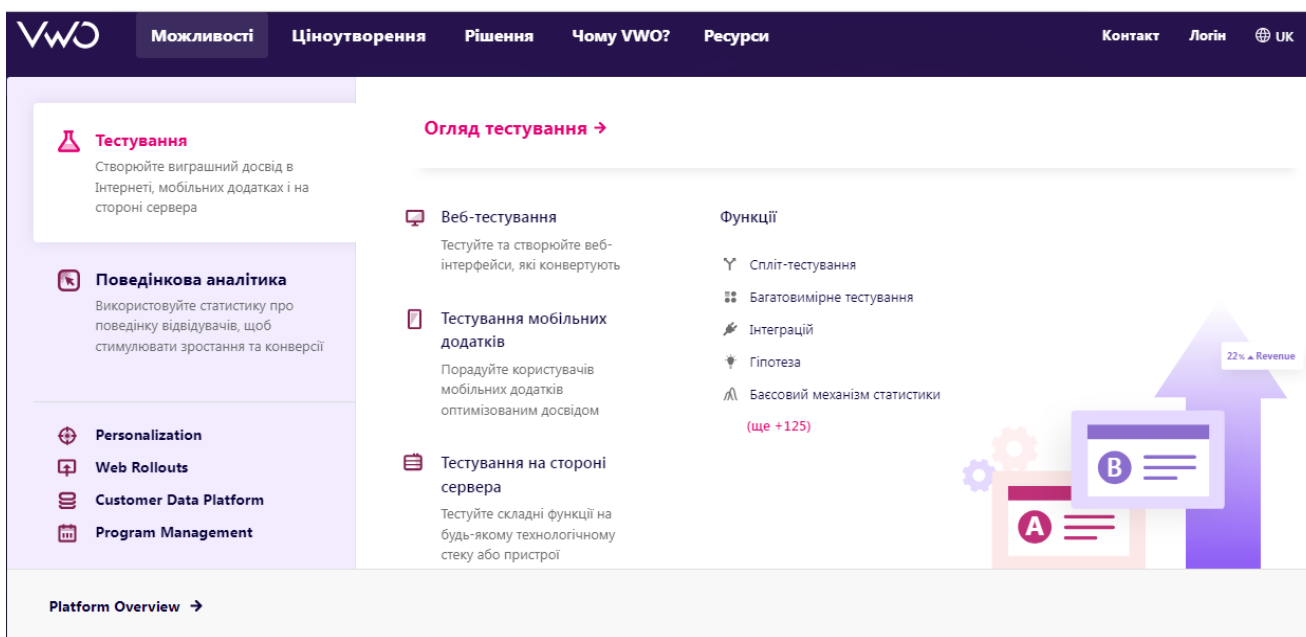 VWO
Можливості
Ціноутворення
Рішення
Чому VWO?
Ресурси
Контакт
Логін
UK
Тестування
Створюйте виграшний досвід в
Інтернеті, мобільних додатках і на
стороні сервера
Поведінкова аналітика
Використовуйте статистику про
поведінку відвідувачів, щоб
стимулювати зростання та конверсії
Personalization
Web Rollouts
Customer Data Platform
Program Management
Огляд тестування →
Веб-тестування
Тестуйте та створюйте веб-
інтерфейси, які конвертують
Тестування мобільних
додатків
Порадуйте користувачів
мобільних додатків
оптимізованим досвідом
Тестування на стороні
сервера
Тестуйте складні функції на
будь-якому технологічному
стеку або пристрої
Функції
Спліт-тестування
Багатовимірне тестування
Інтеграцій
Гіпотеза
Баєсовий механізм статистики
(ще +125)
22% ▲ Revenue
B
A
Platform Overview →